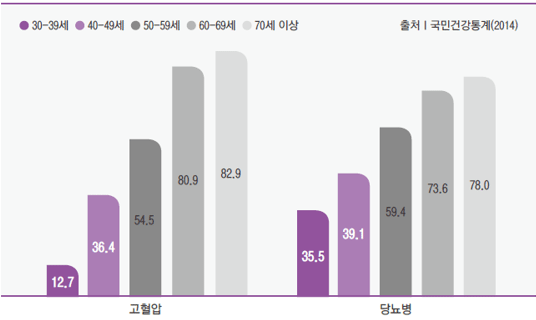 30-39세 40-49세 50-59세 60-69세 70세 이상 출처 | 국민건강통계(2014)
12.7 36.4 54.5 80.9 82.9 35.5 39.1 59.4 73.6 78.0
고혈압 당뇨병